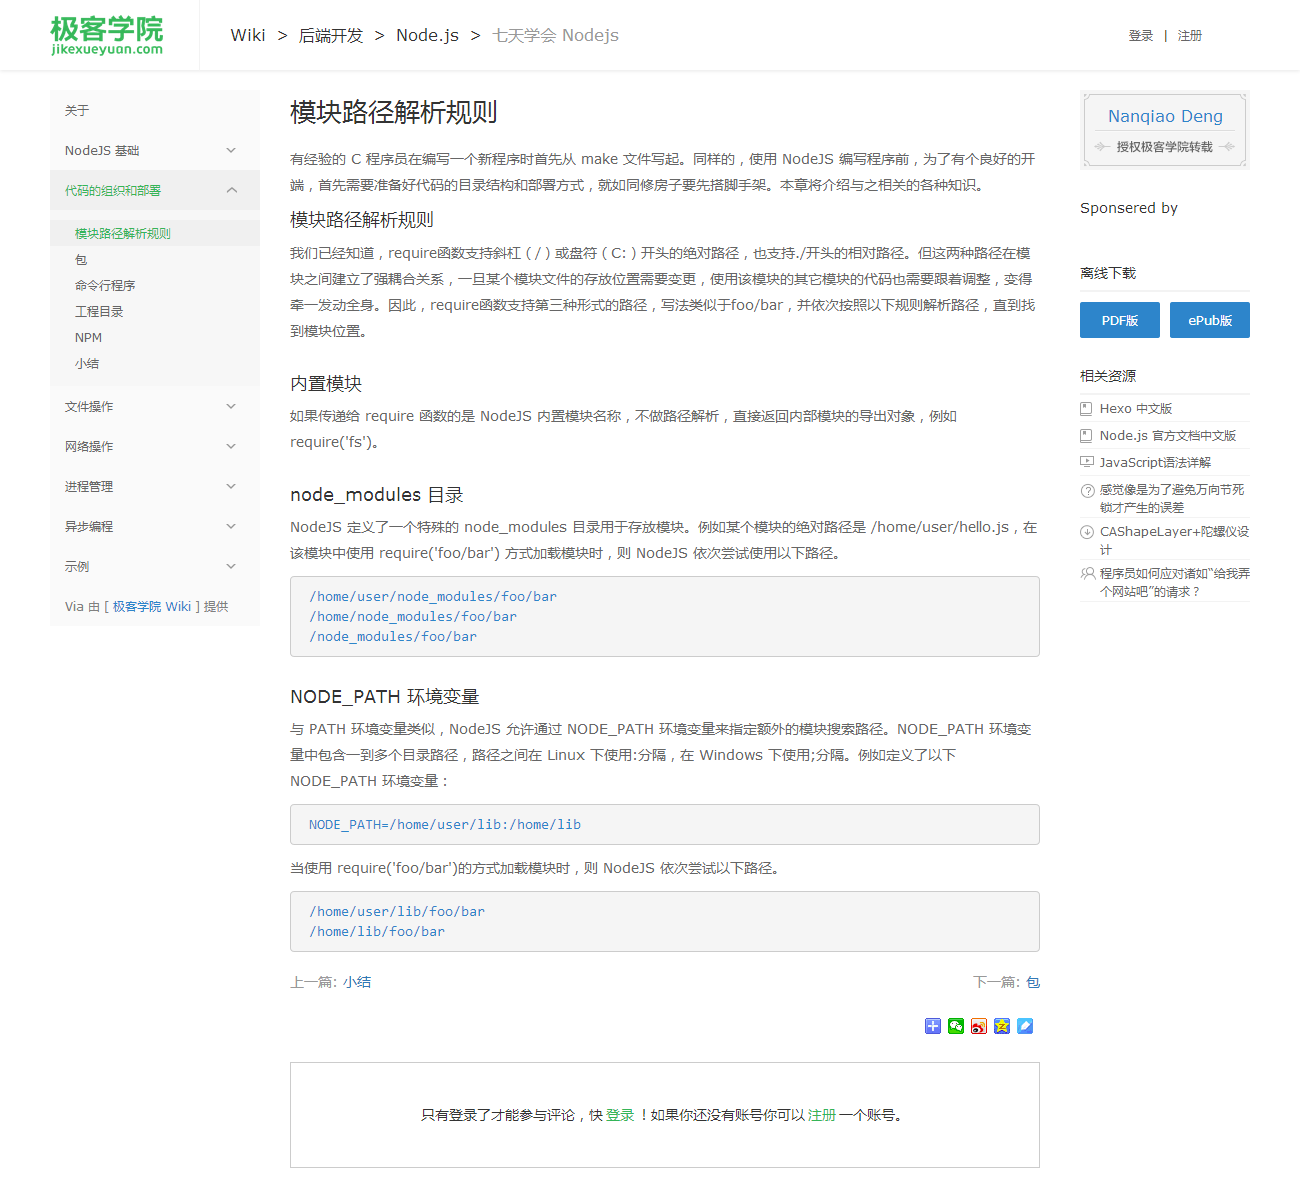 极客学院
jikexueyuan.com
Wiki > 后端开发 > Node.js > 七天学会 Nodejs
登录 | 注册
关于
NodeJS 基础
代码的组织和部署
模块路径解析规则
包
命令行程序
工程目录
NPM
小结
文件操作
网络操作
进程管理
异步编程
示例
Via 由 [ 极客学院 Wiki ] 提供
模块路径解析规则
有经验的 C 程序员在编写一个新程序时首先从 make 文件写起。同样的，使用 NodeJS 编写程序前，为了有个良好的开
端，首先需要准备好代码的目录结构和部署方式，就如同修房子要先搭脚手架。本章将介绍与之相关的各种知识。
模块路径解析规则
我们已经知道，require函数支持斜杠（/）或盘符（C:）开头的绝对路径，也支持./开头的相对路径。但这两种路径在模
块之间建立了强耦合关系，一旦某个模块文件的存放位置需要变更，使用该模块的其它模块的代码也需要跟着调整，变得
牵一发动全身。因此，require函数支持第三种形式的路径，写法类似于foo/bar，并依次按照以下规则解析路径，直到找
到模块位置。
内置模块
如果传递给 require 函数的是 NodeJS 内置模块名称，不做路径解析，直接返回内部模块的导出对象，例如
require('fs')。
node_modules 目录
NodeJS 定义了一个特殊的 node_modules 目录用于存放模块。例如某个模块的绝对路径是 /home/user/hello.js，在
该模块中使用 require('foo/bar') 方式加载模块时，则 NodeJS 依次尝试使用以下路径。
/home/user/node_modules/foo/bar
/home/node_modules/foo/bar
/node_modules/foo/bar
NODE_PATH 环境变量
与 PATH 环境变量类似，NodeJS 允许通过 NODE_PATH 环境变量来指定额外的模块搜索路径。NODE_PATH 环境变
量中包含一到多个目录路径，路径之间在 Linux 下使用:分隔，在 Windows 下使用;分隔。例如定义了以下
NODE_PATH 环境变量：
NODE_PATH=/home/user/lib:/home/lib
当使用 require('foo/bar')的方式加载模块时，则 NodeJS 依次尝试以下路径。
/home/user/lib/foo/bar
/home/lib/foo/bar
上一篇: 小结
下一篇: 包
只有登录了才能参与评论，快 登录 ！如果你还没有账号你可以 注册 一个账号。
Nanqiao Deng
授权极客学院转载
Sponsered by
离线下载
PDF版
ePub版
相关资源
Hexo 中文版
Node.js 官方文档中文版
JavaScript语法详解
感觉像是为了避免万向节死
锁才产生的误差
CAShapeLayer+陀螺仪设
计
程序员如何应对诸如“给我弄
个网站吧”的请求？